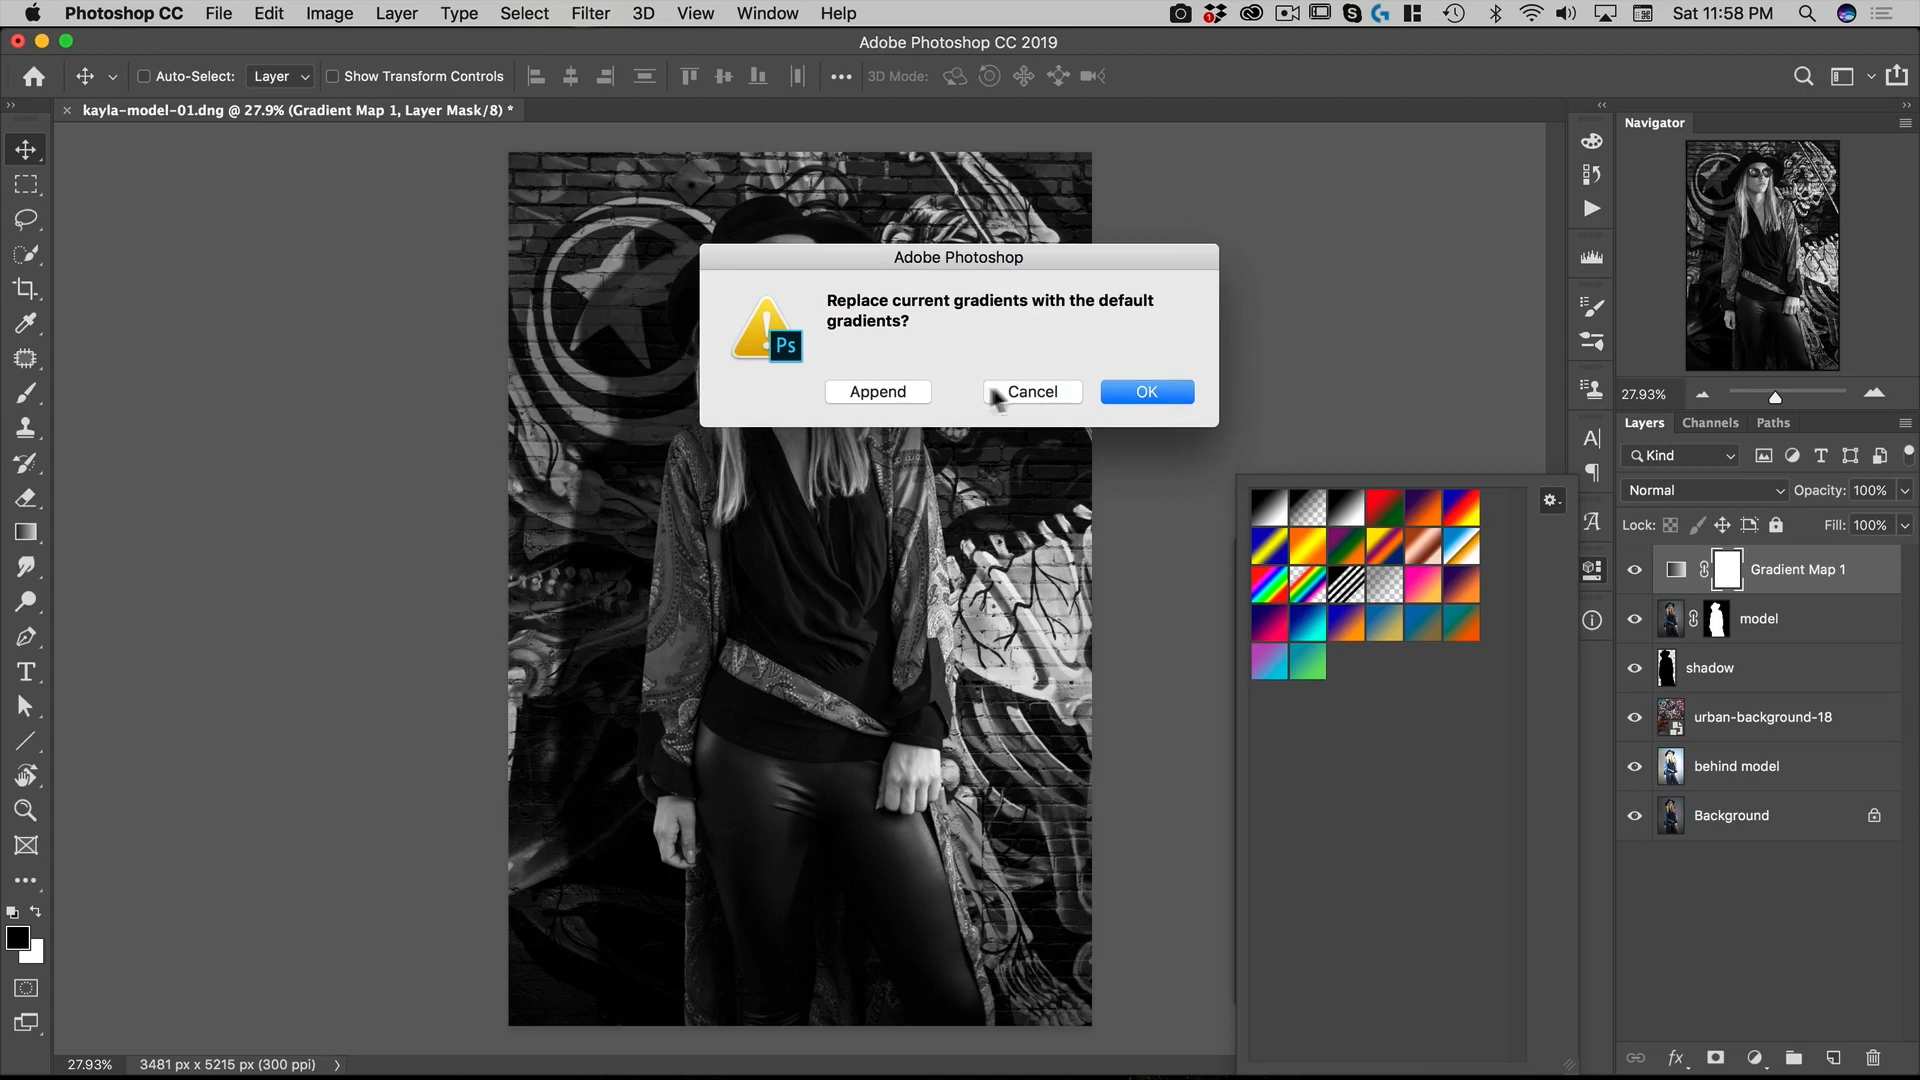 Photoshop CC File Edit Image Layer Type Select Filter 3D View Window Help 1 Sat 11:58 PM
Adobe Photoshop CC 2019
Auto-Select: Layer Show Transform Controls 3D Mode:
× kayla-model-01.dng @ 27.9% (Gradient Map 1, Layer Mask/8) *
Navigator
Adobe Photoshop
Replace current gradients with the default
gradients?
Ps
Append Cancel OK
27.93%
Layers Channels Paths
Kind
Normal Opacity: 100%
Lock: Fill: 100%
Gradient Map 1
model
shadow
urban-background-18
behind model
Background
fx
27.93% 3481 px x 5215 px (300 ppi)